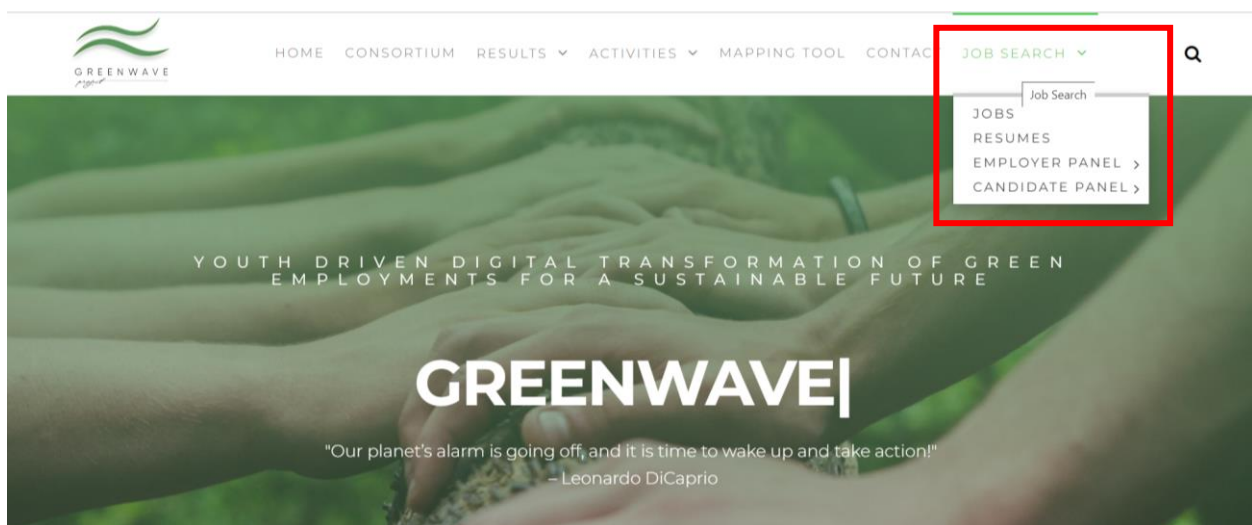 GREENWAVE
project
HOME CONSORTIUM RESULTS ACTIVITIES MAPPING TOOL CONTAC JOB SEARCH
Job Search
JOBS
RESUMES
EMPLOYER PANEL
CANDIDATE PANEL
YOUTH DRIVEN DIGITAL TRANSFORMATION OF GREEN
EMPLOYMENTS FOR A SUSTAINABLE FUTURE
GREENWAVE
"Our planet’s alarm is going off, and it is time to wake up and take action!"
– Leonardo DiCaprio